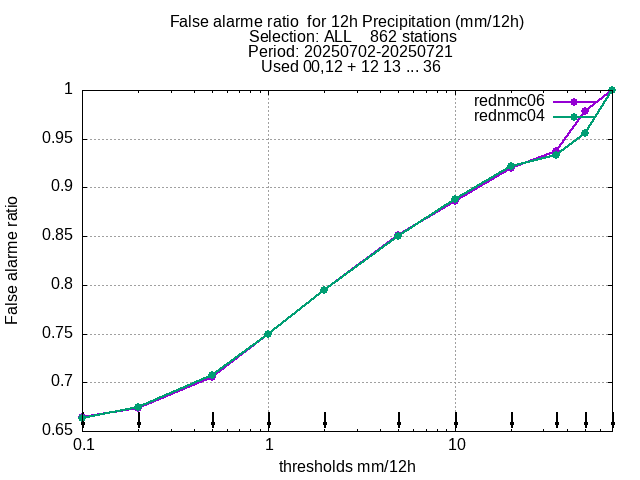 False alarme ratio  for 12h Precipitation (mm/12h)
Selection: ALL    862 stations
Period: 20250702-20250721
Used 00,12 + 12 13 ... 36
rednmc06
rednmc04
1
0.95
0.9
0.85
0.8
0.75
0.7
0.65
False alarme ratio
0.1
1
10
thresholds mm/12h